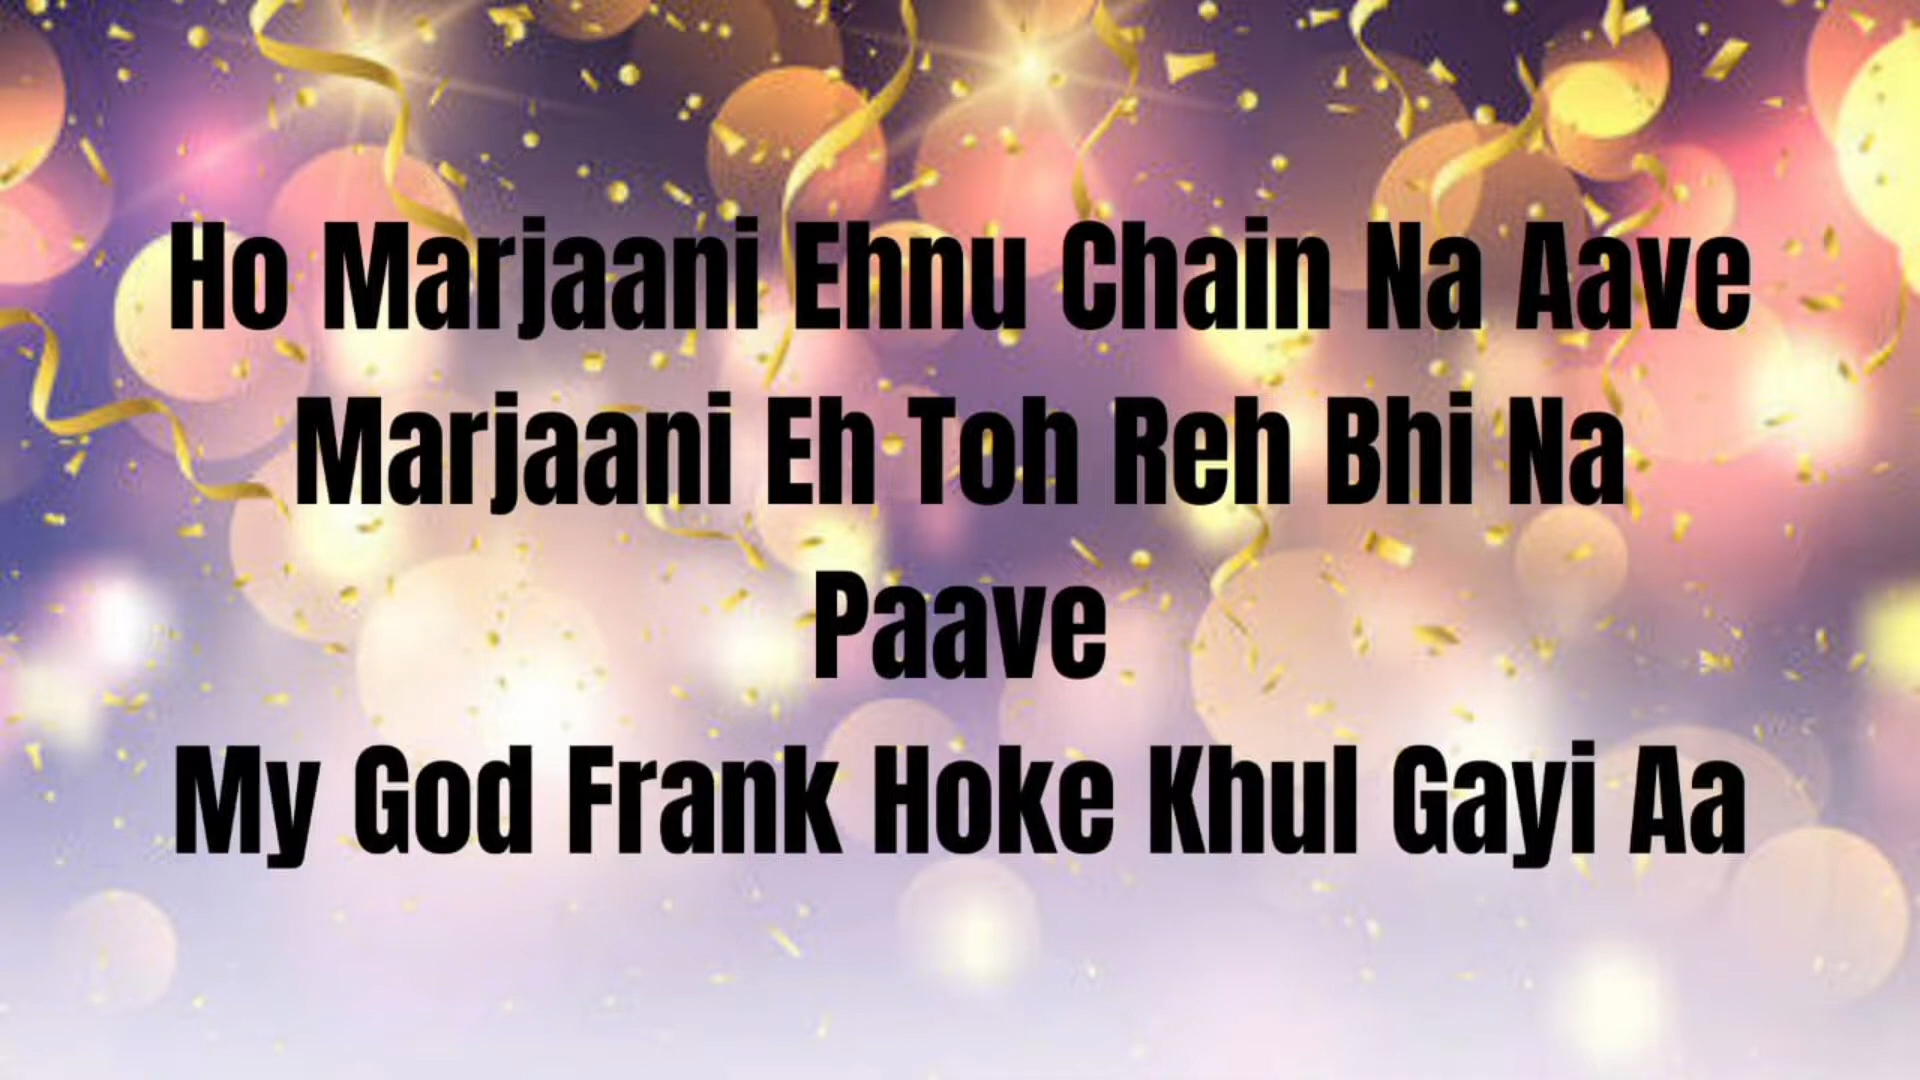 Ho Marjaani Ehnu Chain Na Aave
Marjaani Eh Toh Reh Bhi Na
Paave
My God Frank Hoke Khul Gayi Aa